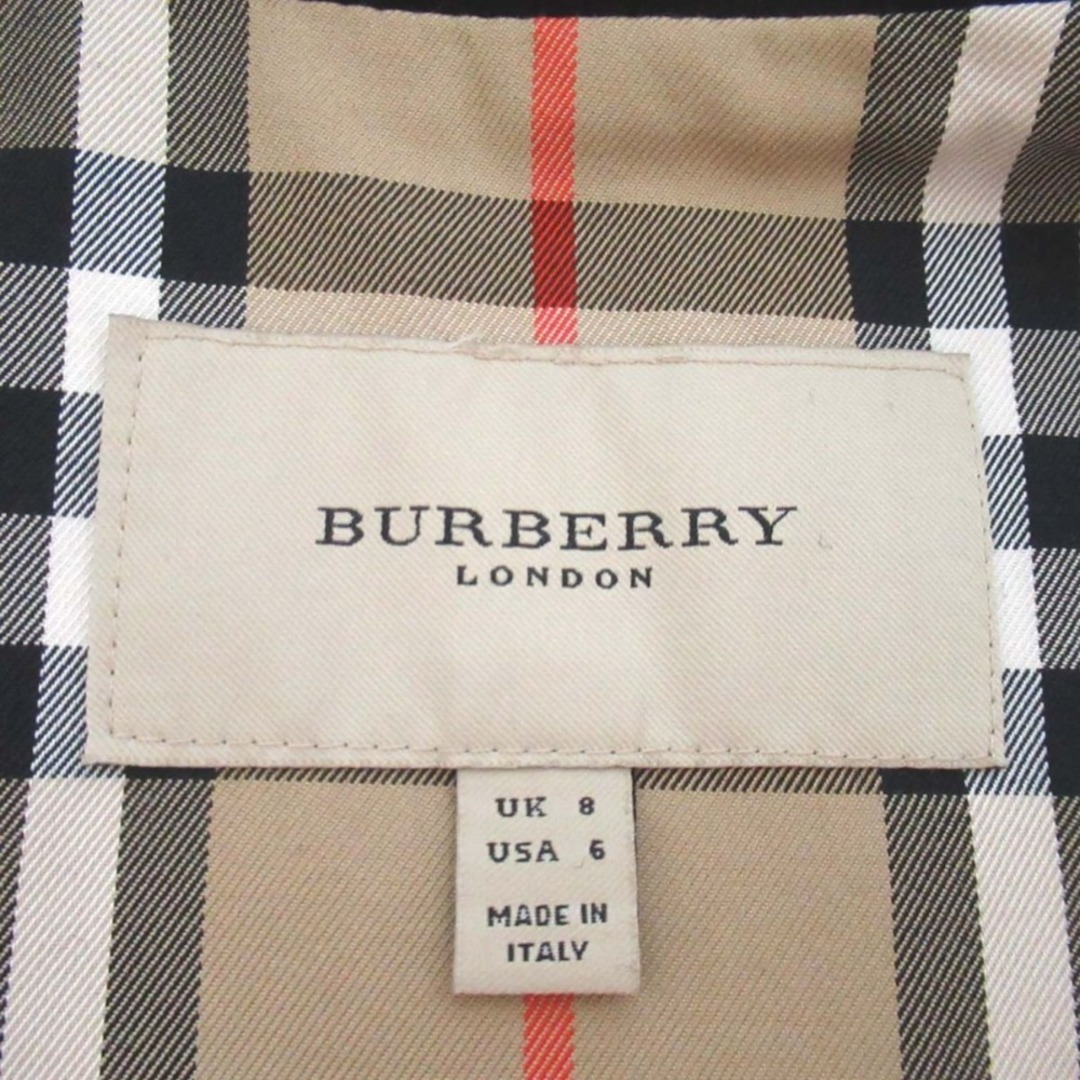 BURBERRY
LONDON
UK 8
USA 6
MADE IN
ITALY